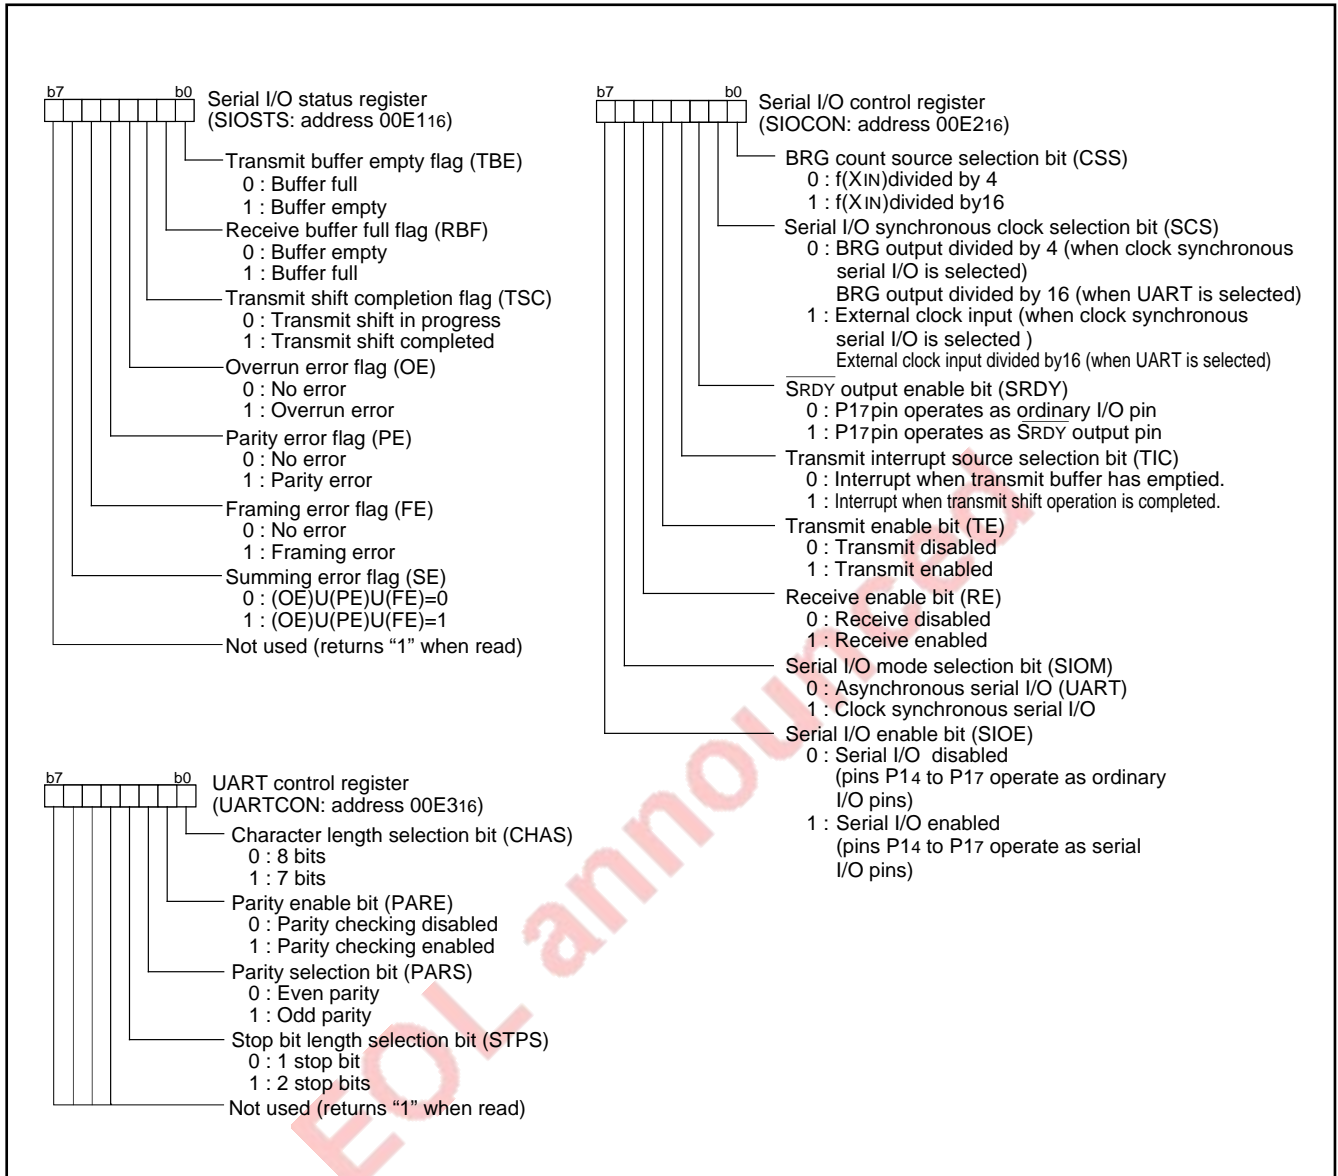 b7 b0 Serial I/O status register
(SIOSTS: address 00E116)
Transmit buffer empty flag (TBE)
0 : Buffer full
1 : Buffer empty
Receive buffer full flag (RBF)
0 : Buffer empty
1 : Buffer full
Transmit shift completion flag (TSC)
0 : Transmit shift in progress
1 : Transmit shift completed
Overrun error flag (OE)
0 : No error
1 : Overrun error
Parity error flag (PE)
0 : No error
1 : Parity error
Framing error flag (FE)
0 : No error
1 : Framing error
Summing error flag (SE)
0 : (OE)U(PE)U(FE)=0
1 : (OE)U(PE)U(FE)=1
Not used (returns “1” when read)
b7 b0 UART control register
(UARTCON: address 00E316)
Character length selection bit (CHAS)
0 : 8 bits
1 : 7 bits
Parity enable bit (PARE)
0 : Parity checking disabled
1 : Parity checking enabled
Parity selection bit (PARS)
0 : Even parity
1 : Odd parity
Stop bit length selection bit (STPS)
0 : 1 stop bit
1 : 2 stop bits
Not used (returns “1” when read)
b7 b0 Serial I/O control register
(SIOCON: address 00E216)
BRG count source selection bit (CSS)
0 : f(XIN)divided by 4
1 : f(XIN)divided by16
Serial I/O synchronous clock selection bit (SCS)
0 : BRG output divided by 4 (when clock synchronous
serial I/O is selected)
BRG output divided by 16 (when UART is selected)
1 : External clock input (when clock synchronous
serial I/O is selected )
External clock input divided by16 (when UART is selected)
SRDY output enable bit (SRDY)
0 : P17pin operates as ordinary I/O pin
1 : P17pin operates as SRDY output pin
Transmit interrupt source selection bit (TIC)
0 : Interrupt when transmit buffer has emptied.
1 : Interrupt when transmit shift operation is completed.
Transmit enable bit (TE)
0 : Transmit disabled
1 : Transmit enabled
Receive enable bit (RE)
0 : Receive disabled
1 : Receive enabled
Serial I/O mode selection bit (SIOM)
0 : Asynchronous serial I/O (UART)
1 : Clock synchronous serial I/O
Serial I/O enable bit (SIOE)
0 : Serial I/O disabled
(pins P14 to P17 operate as ordinary
I/O pins)
1 : Serial I/O enabled
(pins P14 to P17 operate as serial
I/O pins)
EOL announced